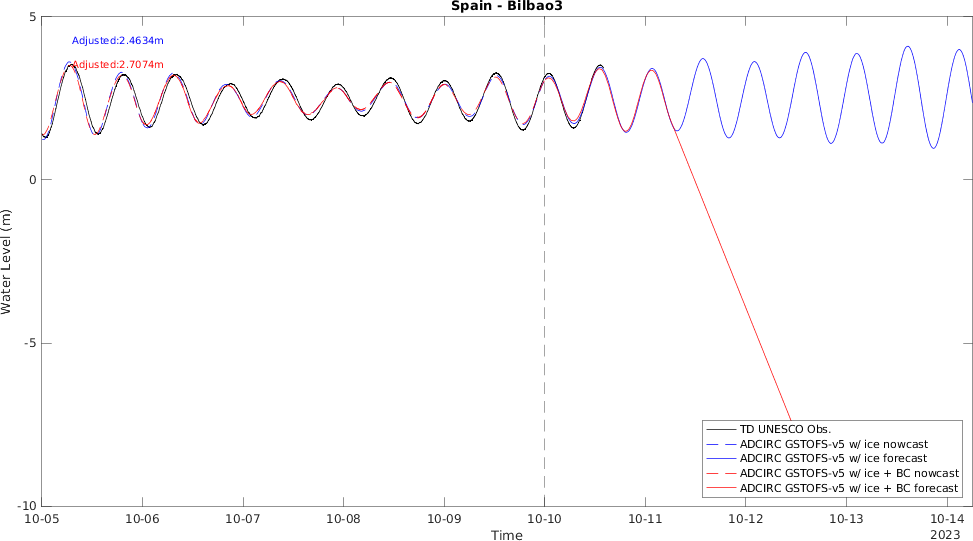 Spain - Bilbao3
Adjusted:2.4634m
Adjusted:2.7074m
5
0
-5
-10
Water Level (m)
TD UNESCO Obs.
ADCIRC GSTOFS-v5 w/ ice nowcast
ADCIRC GSTOFS-v5 w/ ice forecast
ADCIRC GSTOFS-v5 w/ ice + BC nowcast
ADCIRC GSTOFS-v5 w/ ice + BC forecast
10-05 10-06 10-07 10-08 10-09 10-10 10-11 10-12 10-13 10-14
2023
Time